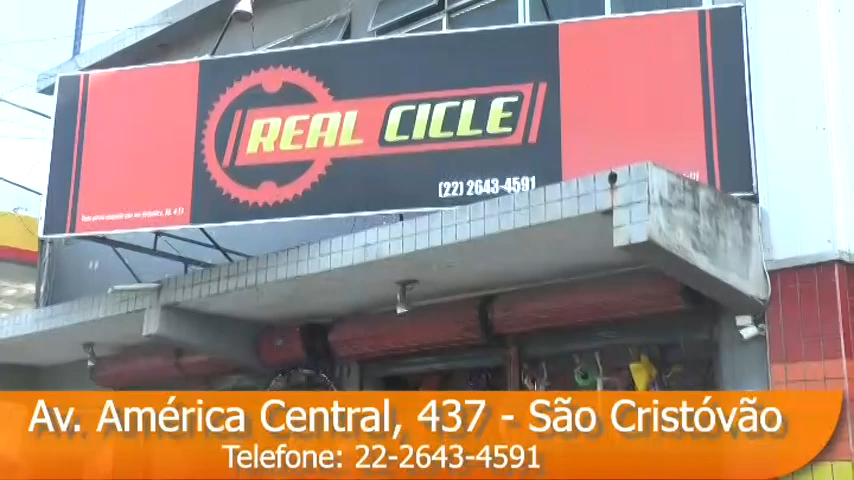 REAL CICLE
(22) 2643-4591
Av. América Central, 437 - São Cristóvão
Telefone: 22-2643-4591